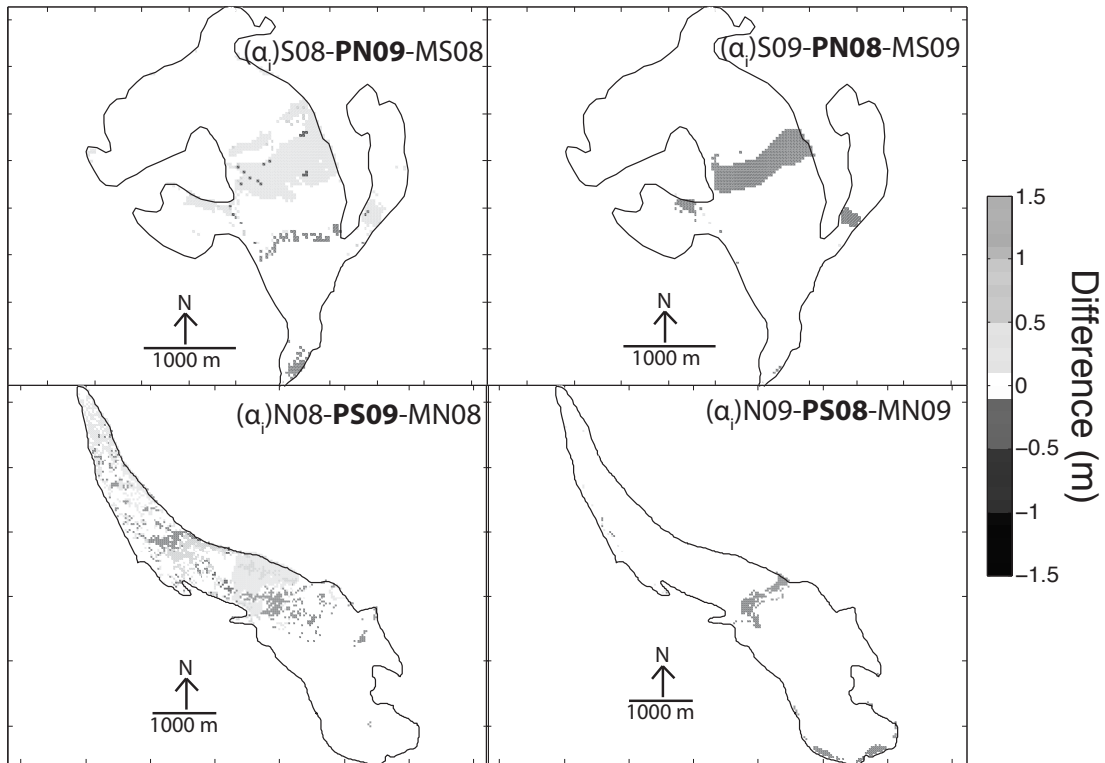 (αi)S08-PN09-MS08
(αi)S09-PN08-MS09
N
1000 m
N
1000 m
(αi)N08-PS09-MN08
(αi)N09-PS08-MN09
N
1000 m
N
1000 m
1.5
1
0.5
0
−0.5
−1
−1.5
Difference (m)